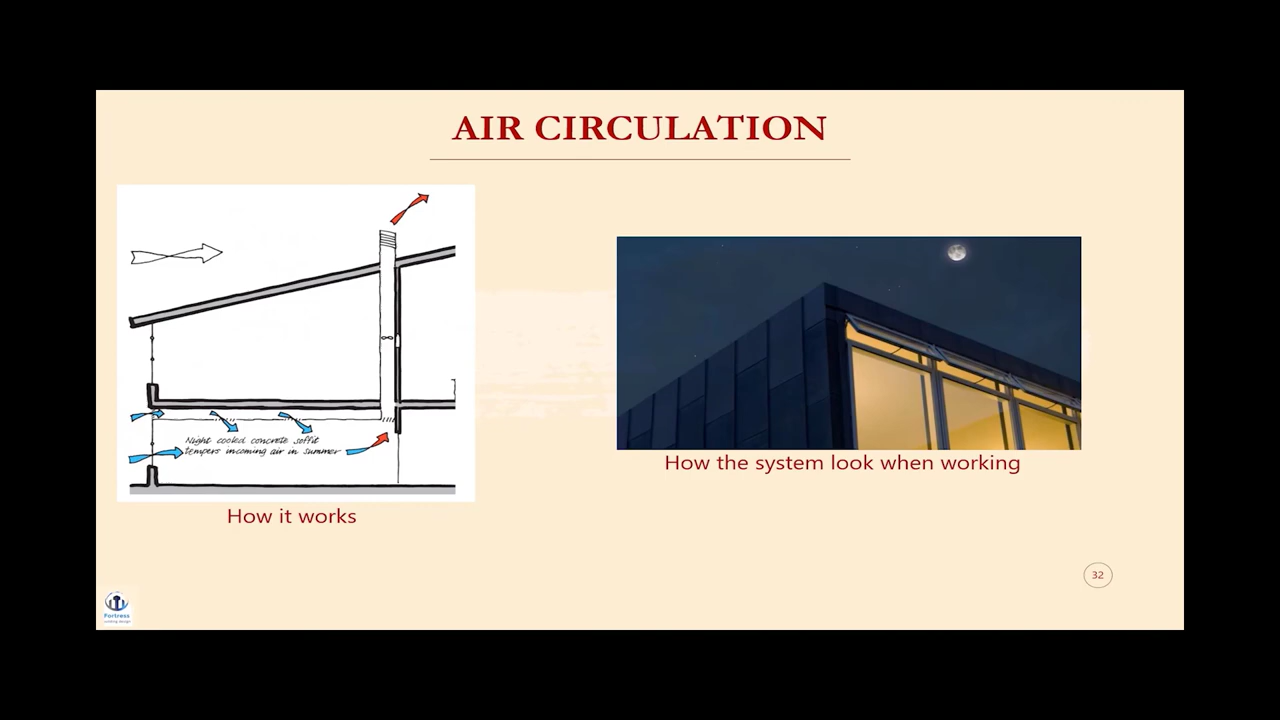 AIR CIRCULATION
Night cooled concrete soffit
tempers incoming air in summer
How the system look when working
How it works
32
Fortress